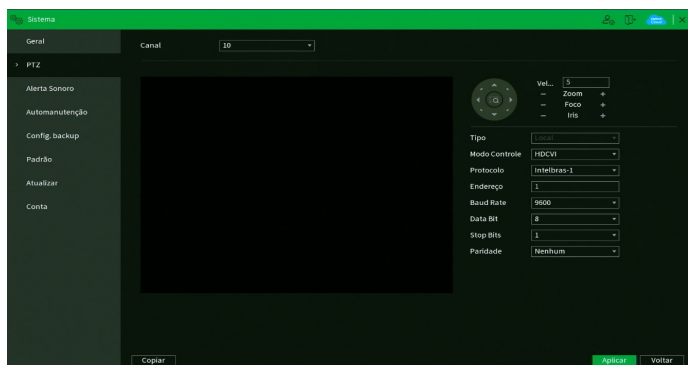 Sistema
Geral
PTZ
Alerta Sonoro
Automanutenção
Config. backup
Padrão
Atualizar
Conta
Canal 10
Vel... 5
− Zoom +
− Foco +
− Iris +
Tipo Local
Modo Controle HDCVI
Protocolo Intelbras-1
Endereço 1
Baud Rate 9600
Data Bit 8
Stop Bits 1
Paridade Nenhum
Copiar
Aplicar
Voltar